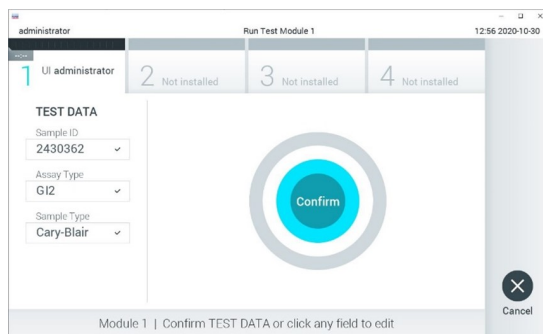 administrator Run Test Module 1 12:56 2020-10-30
1 UI administrator
2 Not installed
3 Not installed
4 Not installed
TEST DATA
Sample ID
2430362
Assay Type
GI2
Sample Type
Cary-Blair
Confirm
Cancel
Module 1 | Confirm TEST DATA or click any field to edit